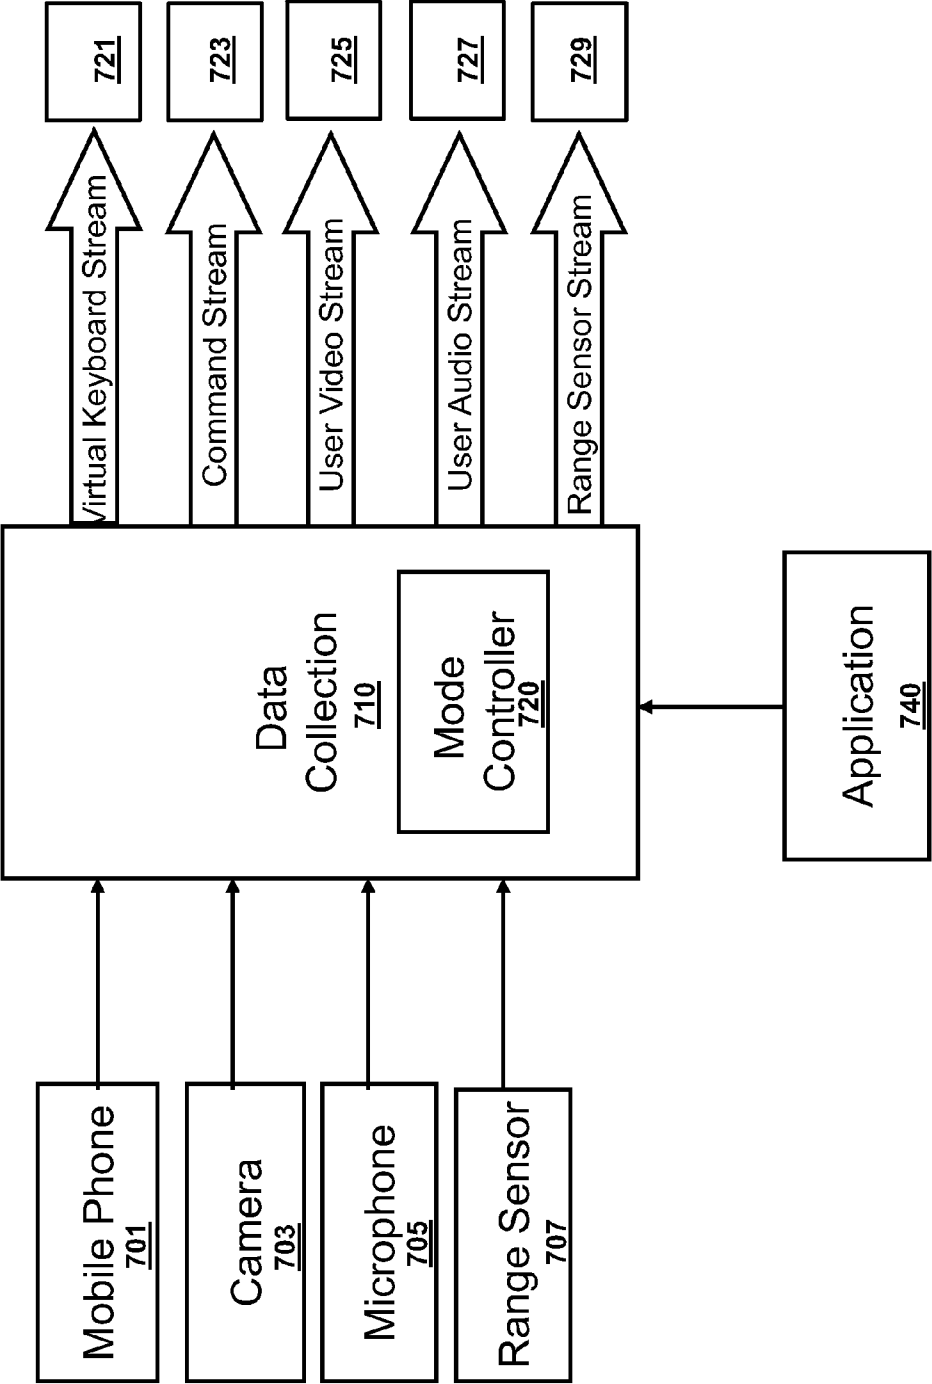 Mobile Phone
701
Camera
703
Microphone
705
Range Sensor
707
Data
Collection
710
Mode
Controller
720
Application
740
Virtual Keyboard Stream
721
Command Stream
723
User Video Stream
725
User Audio Stream
727
Range Sensor Stream
729